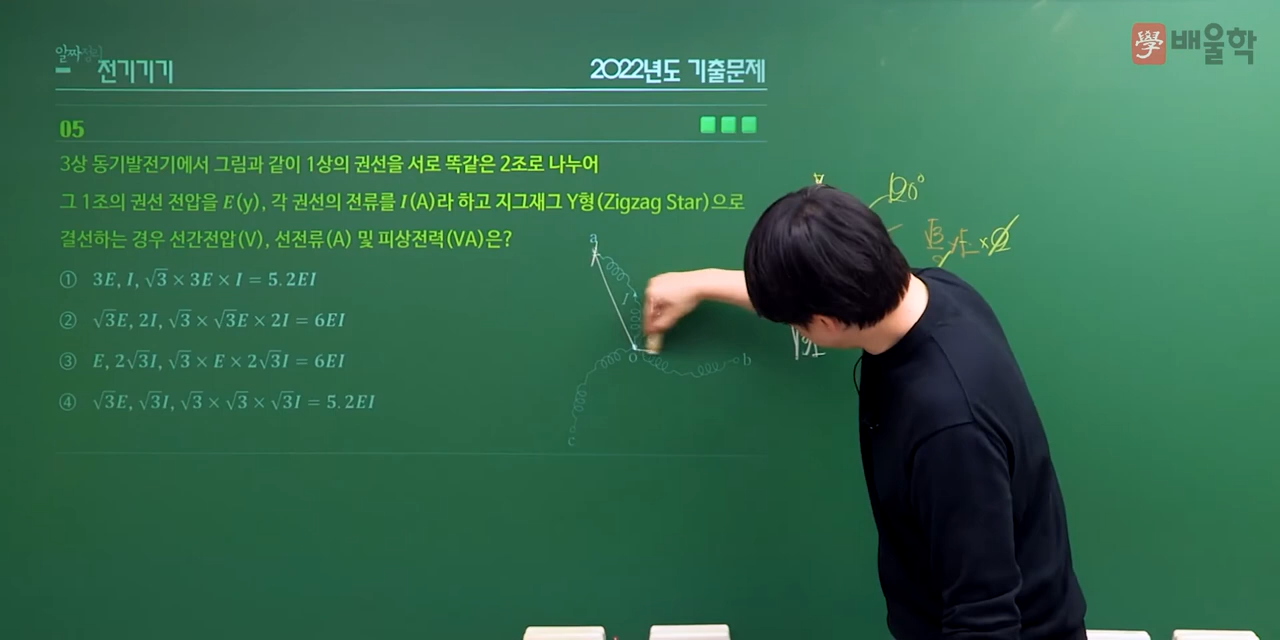 學 배울학
알짜
전기기기
2022년도 기출문제
05
3상 동기발전기에서 그림과 같이 1상의 권선을 서로 똑같은 2조로 나누어
그 1조의 권선 전압을 E(y), 각 권선의 전류를 I(A)라 하고 지그재그 Y형(Zigzag Star)으로
결선하는 경우 선간전압(V), 선전류(A) 및 피상전력(VA)은?
① 3E, I, √3 × 3E × I = 5.2EI
② √3E, 2I, √3 × √3E × 2I = 6EI
③ E, 2√3I, √3 × E × 2√3I = 6EI
④ √3E, √3I, √3 × √3 × √3I = 5.2EI
a
I
o
b
c
120°